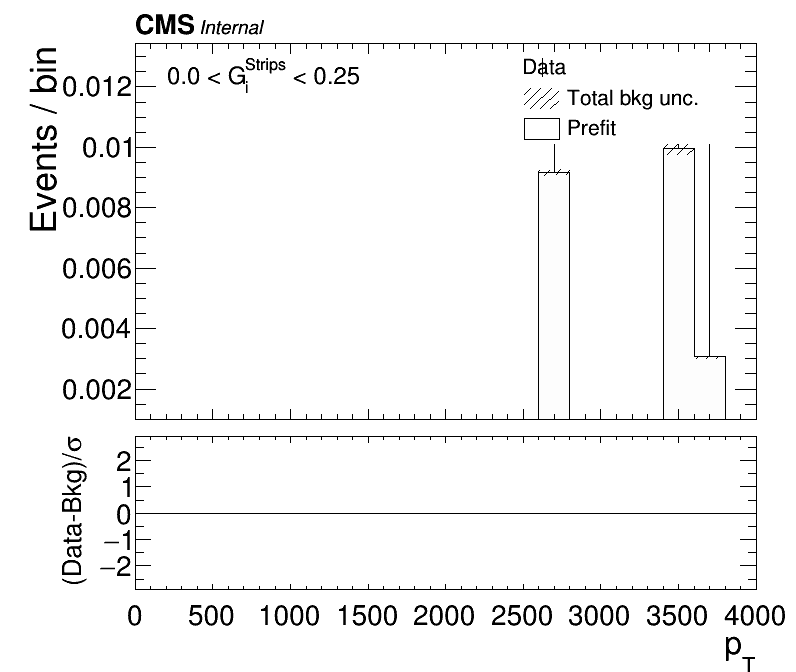 CMS Internal
0.0 < G_i^Strips < 0.25
Data
Total bkg unc.
Prefit
Events / bin
0.012
0.01
0.008
0.006
0.004
0.002
(Data-Bkg)/σ
2
1
0
−1
−2
0 500 1000 1500 2000 2500 3000 3500 4000
p_T